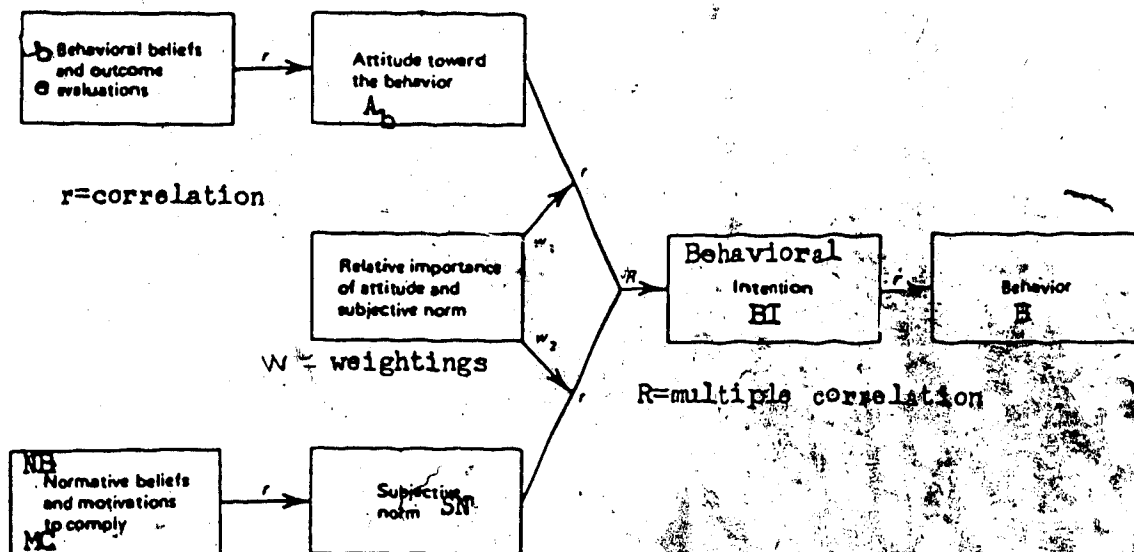 b Behavioral beliefs
and outcome
e evaluations
r
Attitude toward
the behavior
A_b
r
r=correlation
Relative importance
of attitude and
subjective norm
w₁
w₂
W = weightings
R
Behavioral
Intention
BI
r
Behavior
B
R=multiple correlation
r
NB
Normative beliefs
and motivations
to comply
MC
r
Subjective
norm SN